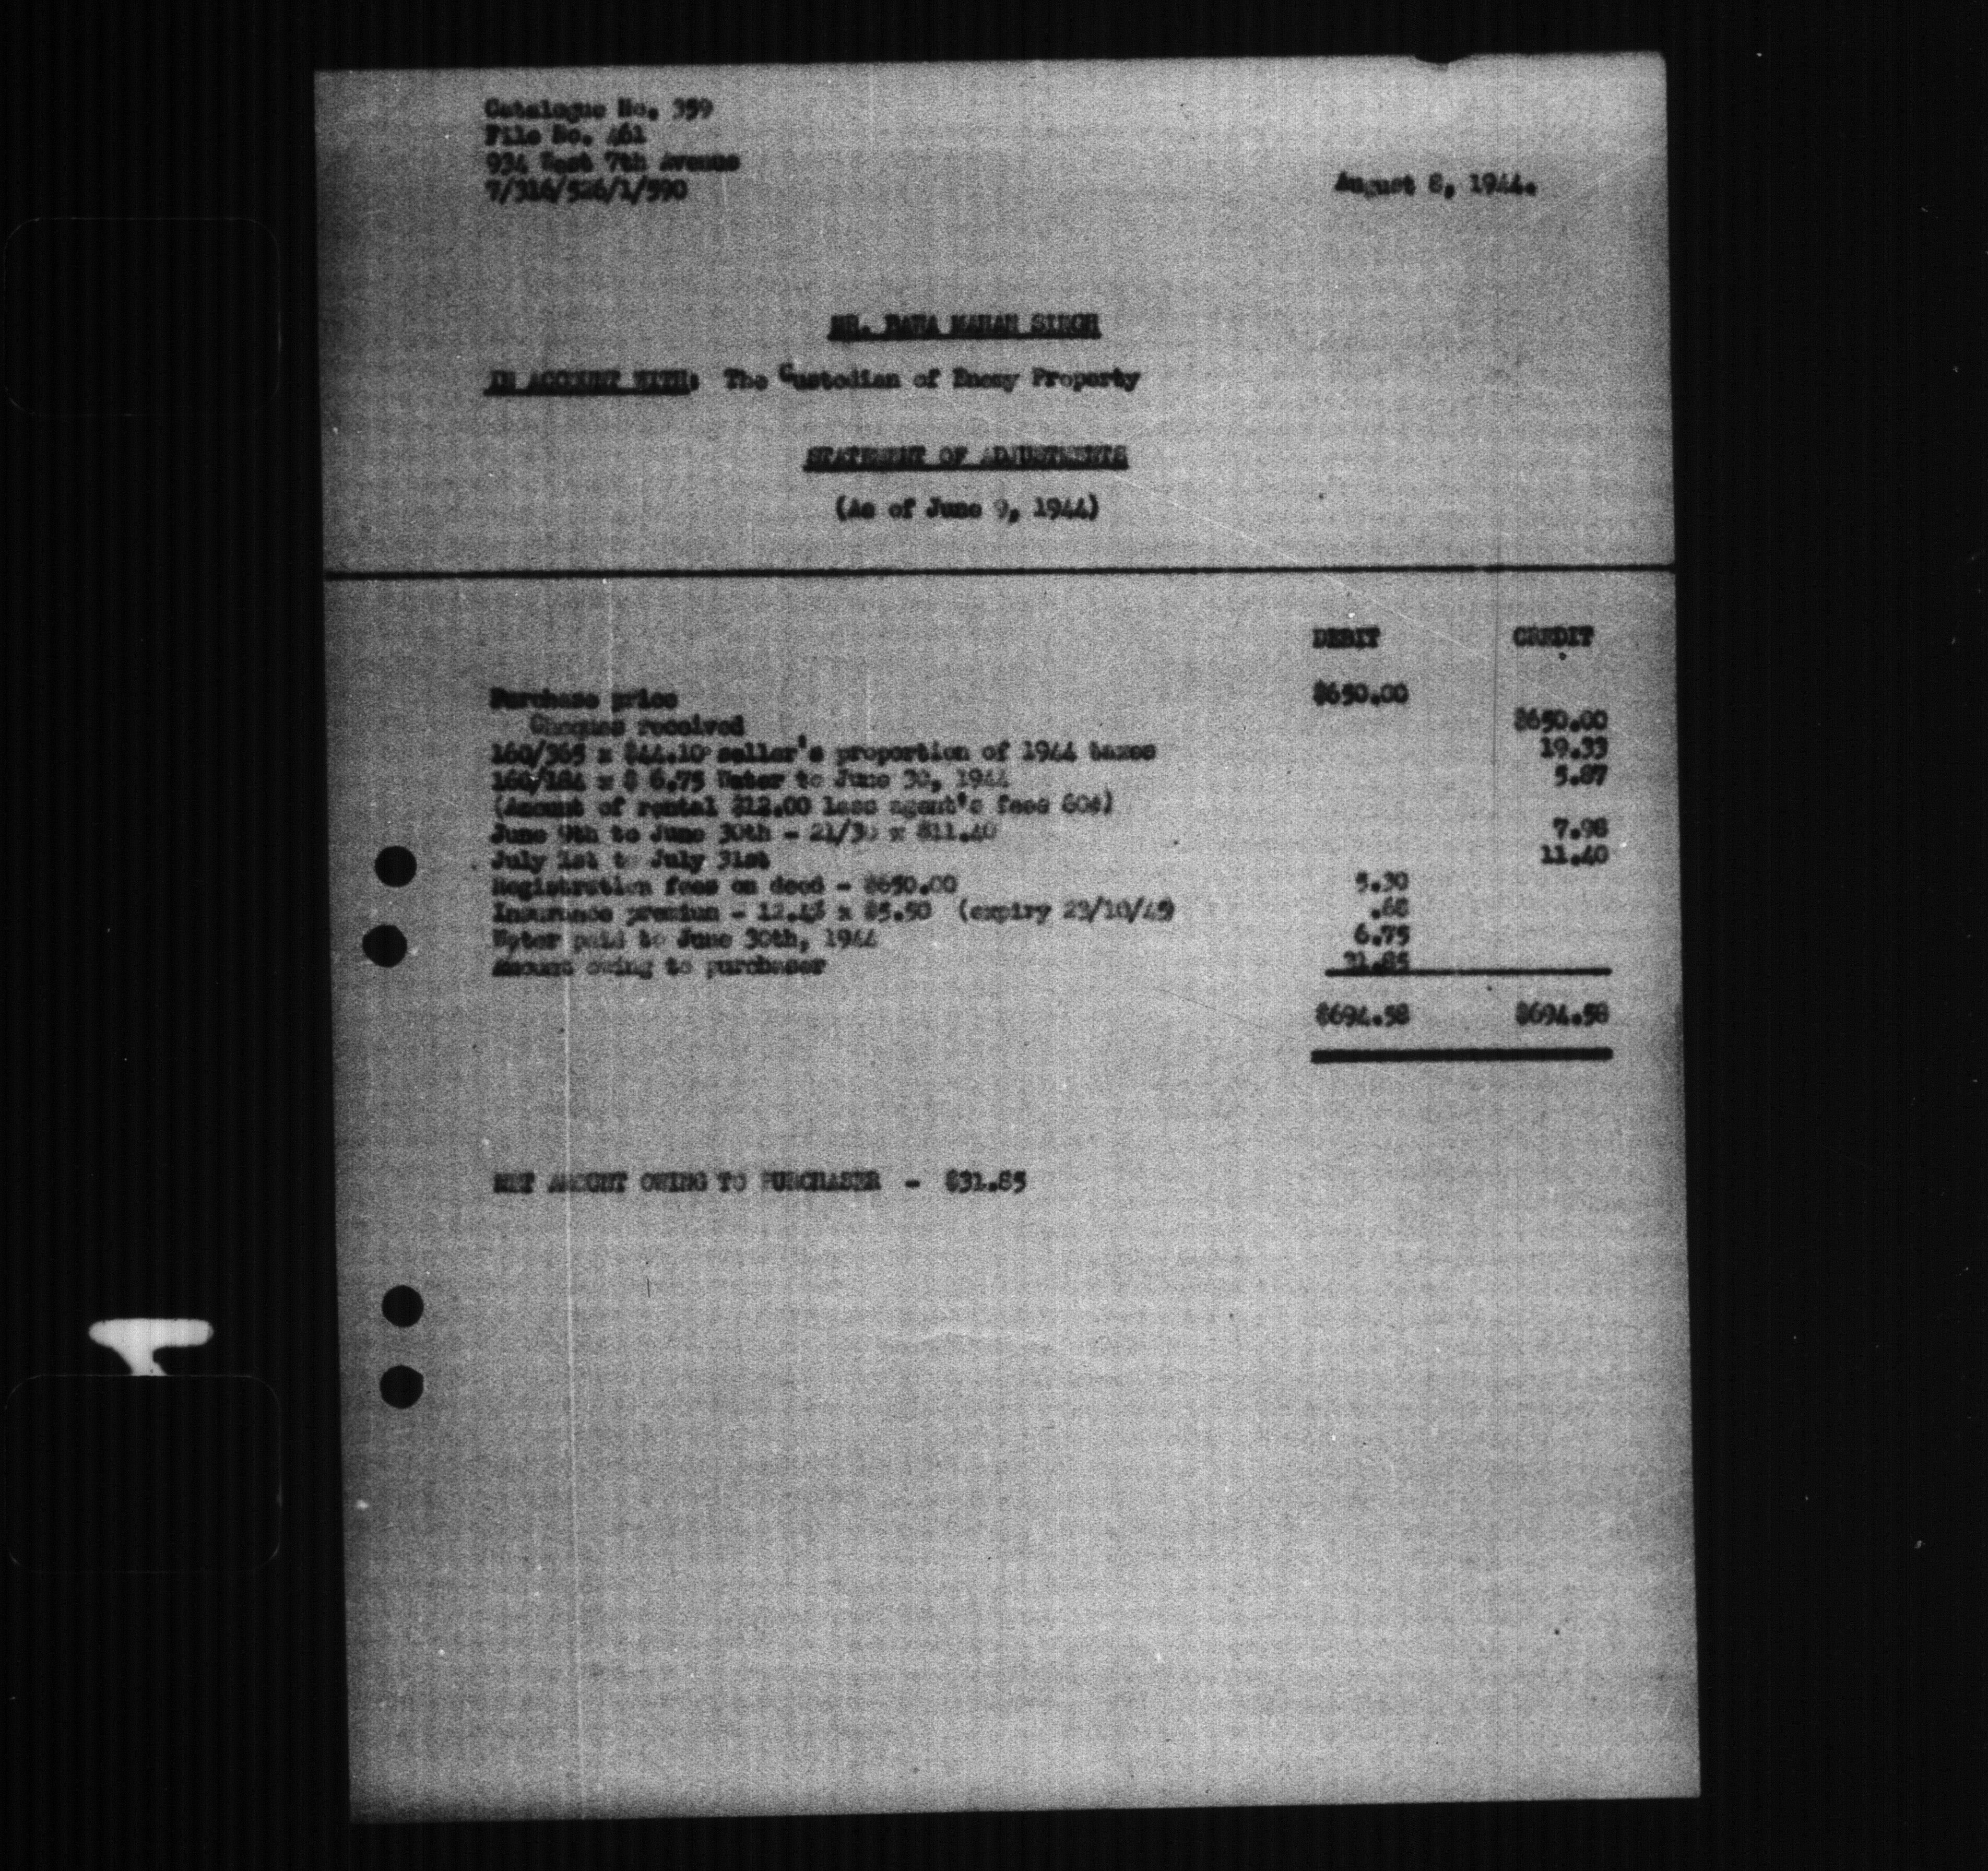 Catalogue No. 359
File No. 461
934 West 7th Avenue
7/316/526/1/590
August 8, 1944.
MR. SINGH
IN ACCOUNT WITH: The Custodian of Enemy Property
STATEMENT OF ADJUSTMENTS
(As of June 9, 1944)
DEBIT CREDIT
Purchase price $650.00
Cheques received $650.00
160/365 x $44.10 seller's proportion of 1944 taxes 19.33
160/184 x $ 6.75 Water to June 30, 1944 5.87
(Amount of rental $12.00 less agent's fees 60¢)
June 9th to June 30th - 21/30 x $11.40 7.98
July 1st to July 31st 11.40
Registration fees on deed - $650.00 5.30
Insurance premium - x $5.50 (expiry 23/10/45) .68
Water paid to June 30th, 1944 6.75
Amount owing to purchaser 31.85
$694.58 $694.58
NET AMOUNT OWING TO PURCHASER - $31.85